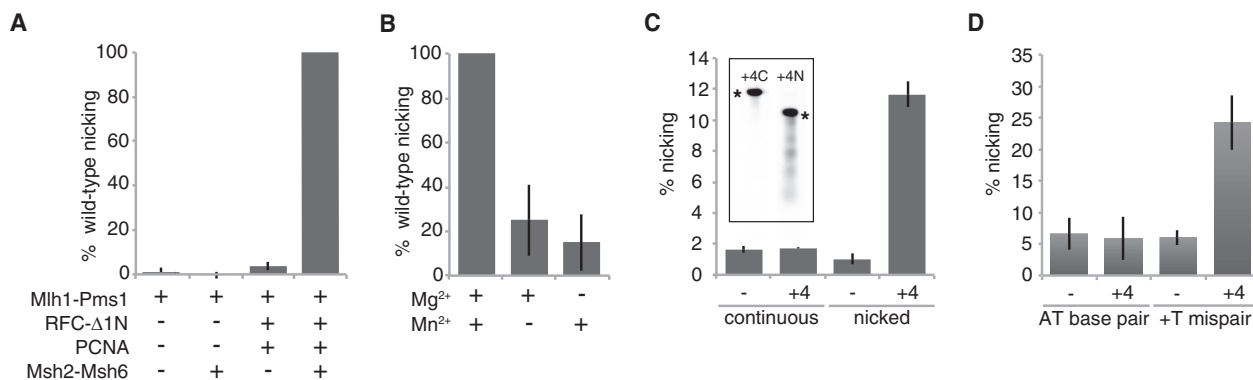 A
% wild-type nicking
100
80
60
40
20
0
Mlh1-Pms1 + + + +
RFC-Δ1N - - + +
PCNA - - + +
Msh2-Msh6 - + - +
B
% wild-type nicking
100
80
60
40
20
0
Mg2+ + + -
Mn2+ + - +
C
% nicking
14
12
10
8
6
4
2
0
+4C +4N
* *
- +4 - +4
continuous nicked
D
% nicking
35
30
25
20
15
10
5
0
- +4 - +4
AT base pair +T mispair